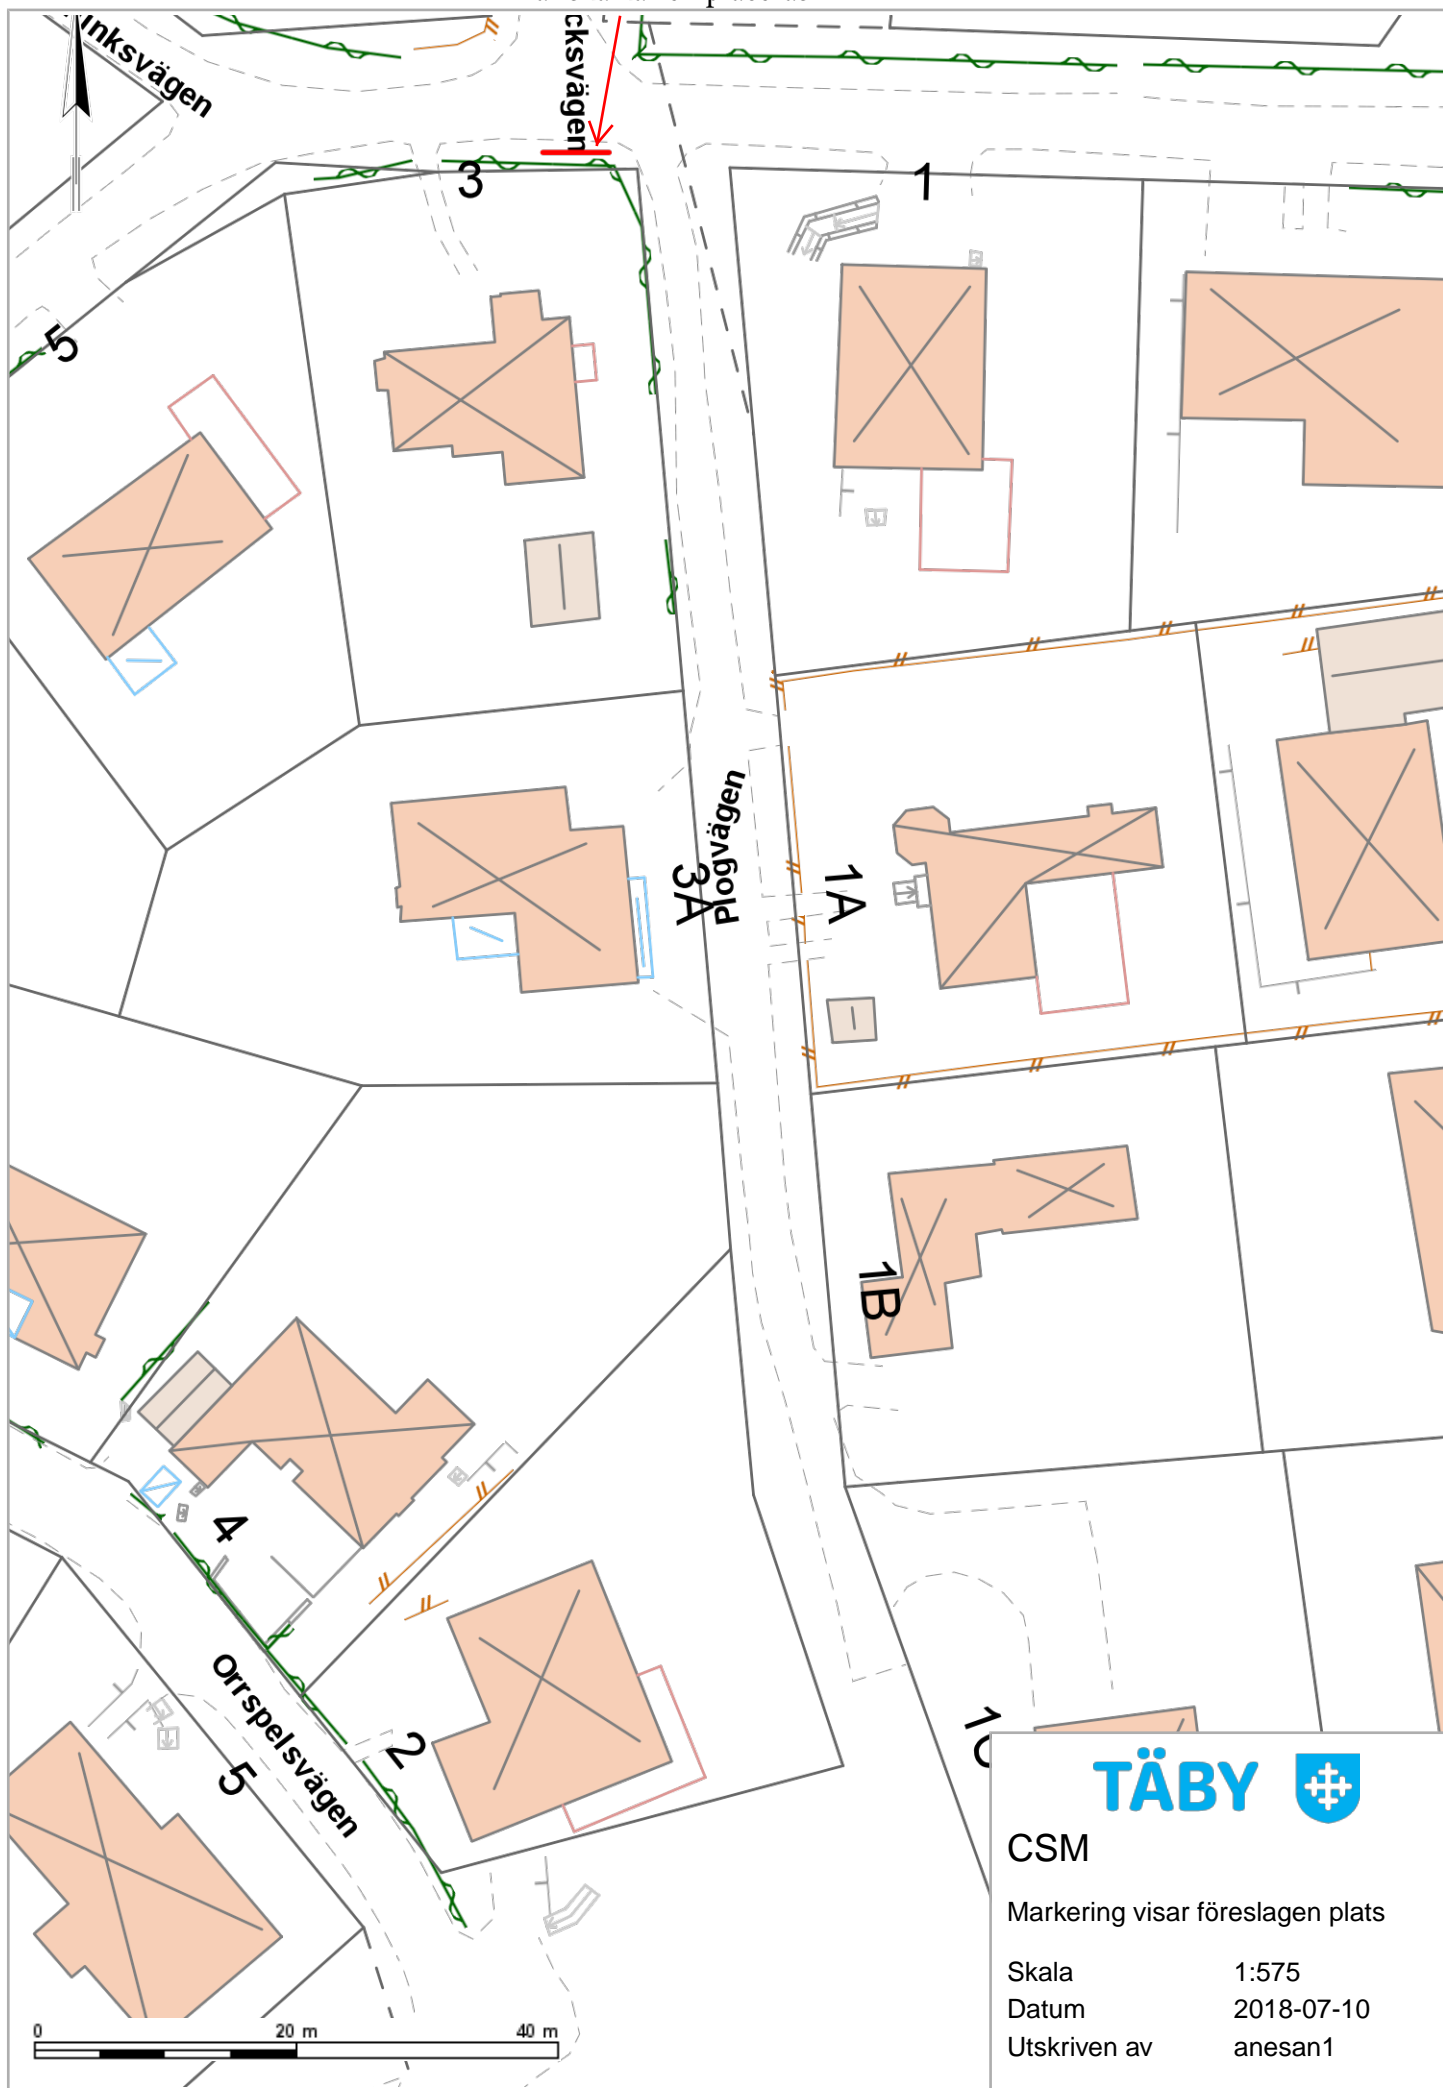 inksvägen
cksvägen
3
1
5
Plogvägen
3A
1A
1B
4
Orrspelsvägen
2
5
TÄBY
CSM
Markering visar föreslagen plats
Skala 1:575
Datum 2018-07-10
Utskriven av anesan1
0 20 m 40 m